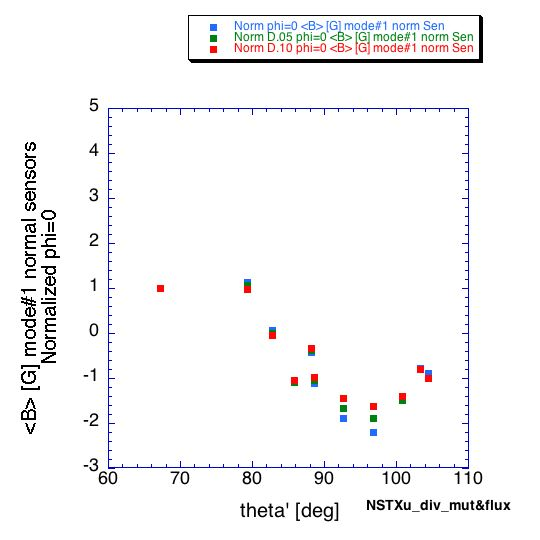 Norm phi=0 <B> [G] mode#1 norm Sen
Norm D.05 phi=0 <B> [G] mode#1 norm Sen
Norm D.10 phi=0 <B> [G] mode#1 norm Sen
<B> [G] mode#1 normal sensors
Normalized phi=0
5
4
3
2
1
0
-1
-2
-3
60 70 80 90 100 110
theta' [deg]
NSTXu_div_mut&flux